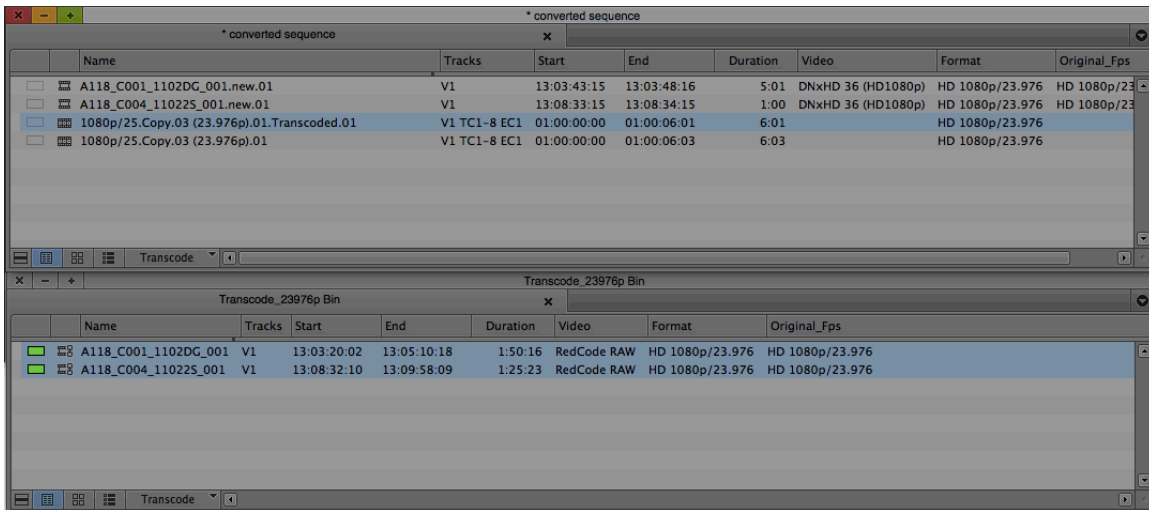 * converted sequence
* converted sequence
Name Tracks Start End Duration Video Format Original_Fps
A118_C001_1102DG_001.new.01 V1 13:03:43:15 13:03:48:16 5:01 DNxHD 36 (HD1080p) HD 1080p/23.976 HD 1080p/23
A118_C004_11022S_001.new.01 V1 13:08:33:15 13:08:34:15 1:00 DNxHD 36 (HD1080p) HD 1080p/23.976 HD 1080p/23
1080p/25.Copy.03 (23.976p).01.Transcoded.01 V1 TC1-8 EC1 01:00:00:00 01:00:06:01 6:01 HD 1080p/23.976
1080p/25.Copy.03 (23.976p).01 V1 TC1-8 EC1 01:00:00:00 01:00:06:03 6:03 HD 1080p/23.976
Transcode
Transcode_23976p Bin
Transcode_23976p Bin
Name Tracks Start End Duration Video Format Original_Fps
A118_C001_1102DG_001 V1 13:03:20:02 13:05:10:18 1:50:16 RedCode RAW HD 1080p/23.976 HD 1080p/23.976
A118_C004_11022S_001 V1 13:08:32:10 13:09:58:09 1:25:23 RedCode RAW HD 1080p/23.976 HD 1080p/23.976
Transcode